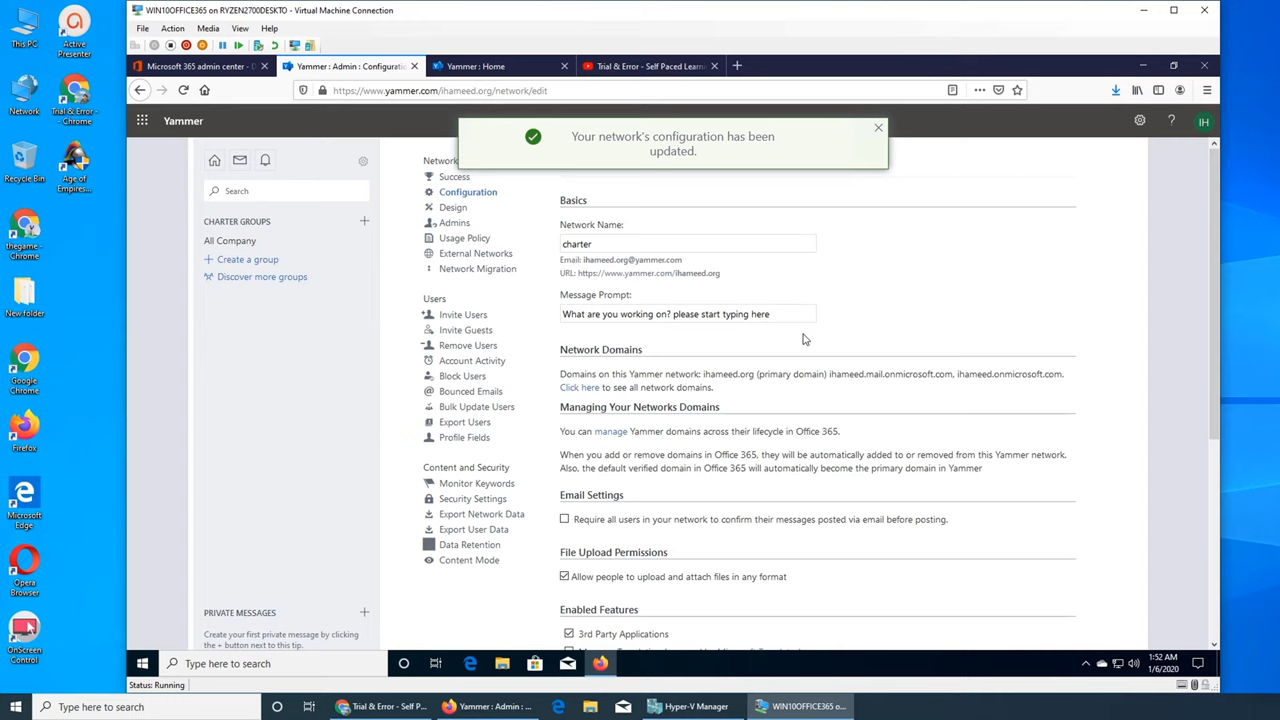 WIN10OFFICE365 on RYZEN2700DESKTO - Virtual Machine Connection
File Action Media View Help
This PC
Active
Presenter
Network
Trial & Error -
- Chrome
Recycle Bin
Age of
Empires...
thegame -
Chrome
New folder
Google
Chrome
Firefox
Microsoft
Edge
Opera
Browser
OnScreen
Control
Microsoft 365 admin center - D
Yammer : Admin : Configuratio
Yammer : Home
Trial & Error - Self Paced Learn
https://www.yammer.com/ihameed.org/network/edit
Yammer
IH
Your network's configuration has been
updated.
Search
CHARTER GROUPS
All Company
Create a group
Discover more groups
PRIVATE MESSAGES
Create your first private message by clicking
the + button next to this tip.
Network
Success
Configuration
Design
Admins
Usage Policy
External Networks
Network Migration
Users
Invite Users
Invite Guests
Remove Users
Account Activity
Block Users
Bounced Emails
Bulk Update Users
Export Users
Profile Fields
Content and Security
Monitor Keywords
Security Settings
Export Network Data
Export User Data
Data Retention
Content Mode
Basics
Network Name:
charter
Email: ihameed.org@yammer.com
URL: https://www.yammer.com/ihameed.org
Message Prompt:
What are you working on? please start typing here
Network Domains
Domains on this Yammer network: ihameed.org (primary domain) ihameed.mail.onmicrosoft.com, ihameed.onmicrosoft.com.
Click here to see all network domains.
Managing Your Networks Domains
You can manage Yammer domains across their lifecycle in Office 365.
When you add or remove domains in Office 365, they will be automatically added to or removed from this Yammer network.
Also, the default verified domain in Office 365 will automatically become the primary domain in Yammer
Email Settings
Require all users in your network to confirm their messages posted via email before posting.
File Upload Permissions
Allow people to upload and attach files in any format
Enabled Features
3rd Party Applications
Type here to search
1:52 AM
1/6/2020
Status: Running
Type here to search
Trial & Error - Self P...
Yammer : Admin : ...
Hyper-V Manager
WIN10OFFICE365 o...